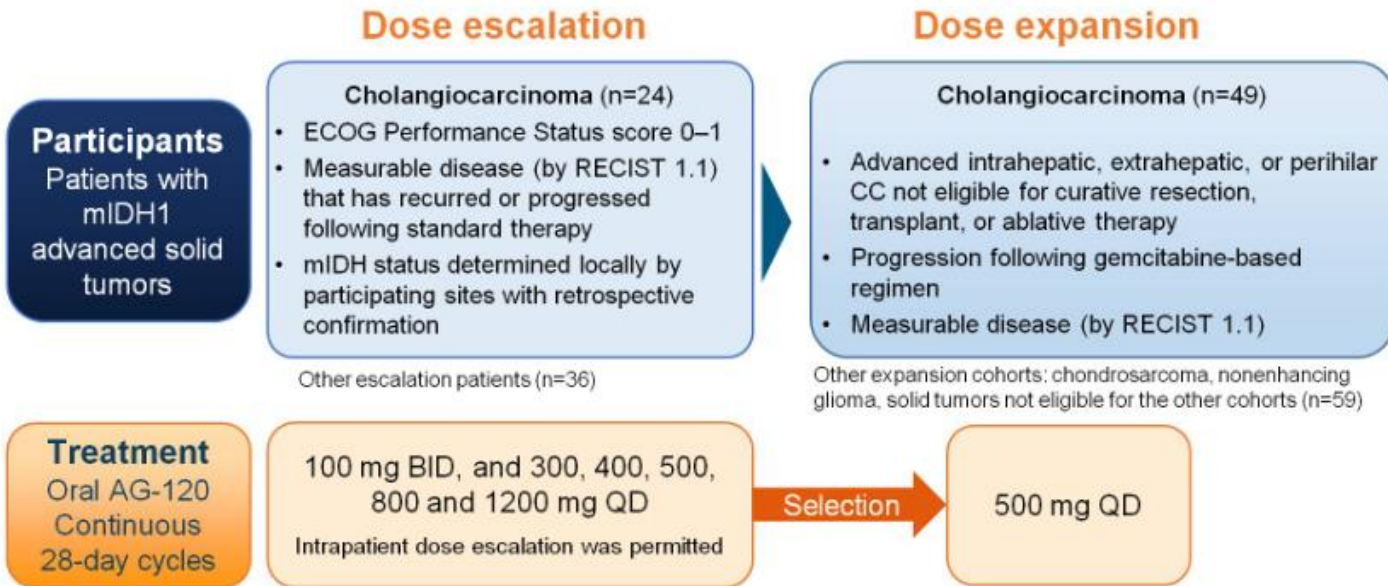 Dose escalation
Dose expansion
Participants
Patients with
mIDH1
advanced solid
tumors
Cholangiocarcinoma (n=24)
• ECOG Performance Status score 0–1
• Measurable disease (by RECIST 1.1)
that has recurred or progressed
following standard therapy
• mIDH status determined locally by
participating sites with retrospective
confirmation
Other escalation patients (n=36)
Cholangiocarcinoma (n=49)
• Advanced intrahepatic, extrahepatic, or perihilar
CC not eligible for curative resection,
transplant, or ablative therapy
• Progression following gemcitabine-based
regimen
• Measurable disease (by RECIST 1.1)
Other expansion cohorts: chondrosarcoma, nonenhancing
glioma, solid tumors not eligible for the other cohorts (n=59)
Treatment
Oral AG-120
Continuous
28-day cycles
100 mg BID, and 300, 400, 500,
800 and 1200 mg QD
Intrapatient dose escalation was permitted
Selection
500 mg QD